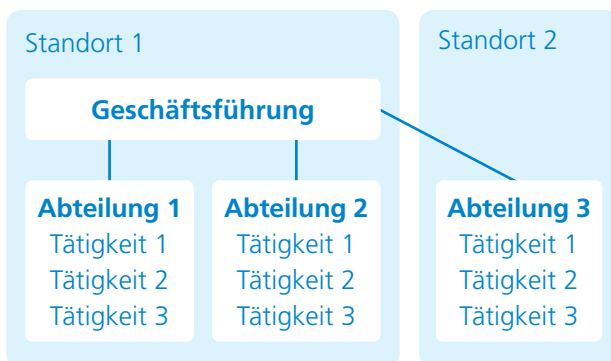 Standort 1
Geschäftsführung
Abteilung 1
Tätigkeit 1
Tätigkeit 2
Tätigkeit 3
Abteilung 2
Tätigkeit 1
Tätigkeit 2
Tätigkeit 3
Standort 2
Abteilung 3
Tätigkeit 1
Tätigkeit 2
Tätigkeit 3